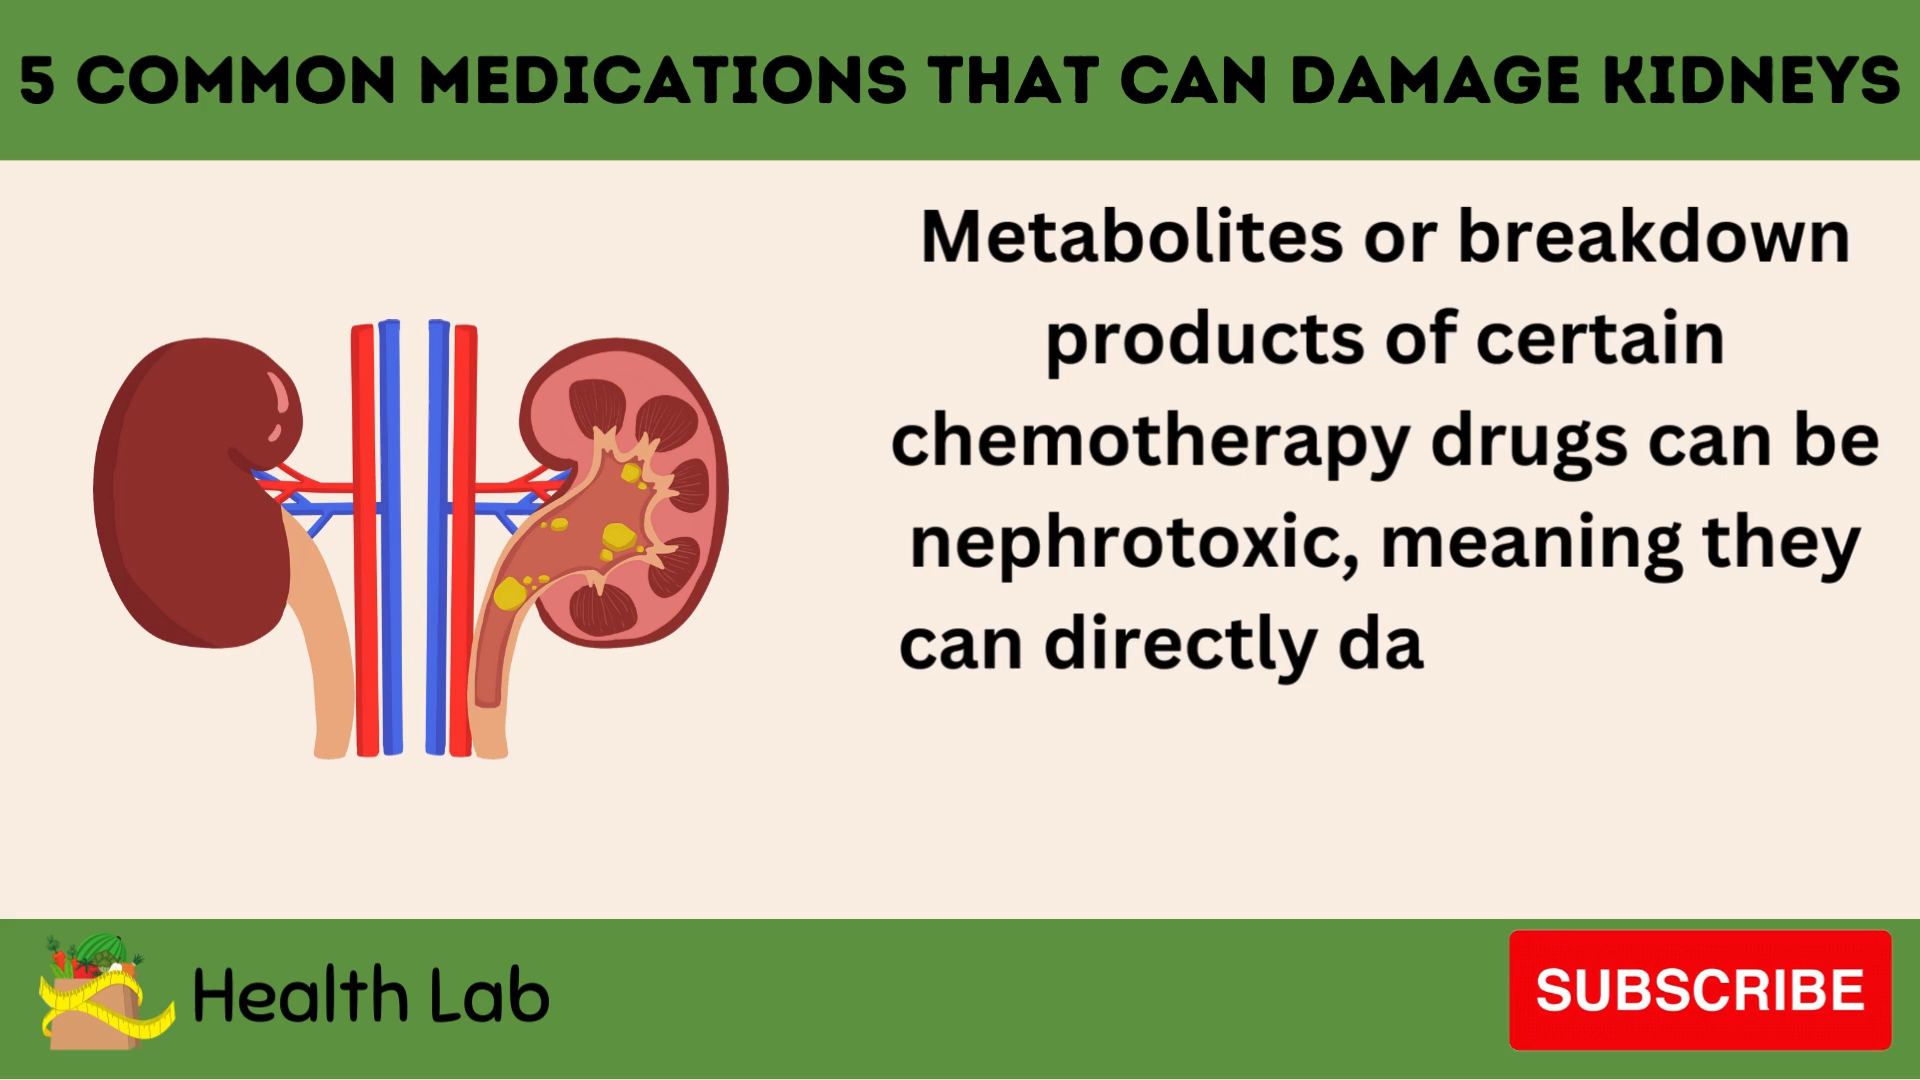 5 COMMON MEDICATIONS THAT CAN DAMAGE KIDNEYS
Metabolites or breakdown
products of certain
chemotherapy drugs can be
nephrotoxic, meaning they
can directly da
Health Lab
SUBSCRIBE